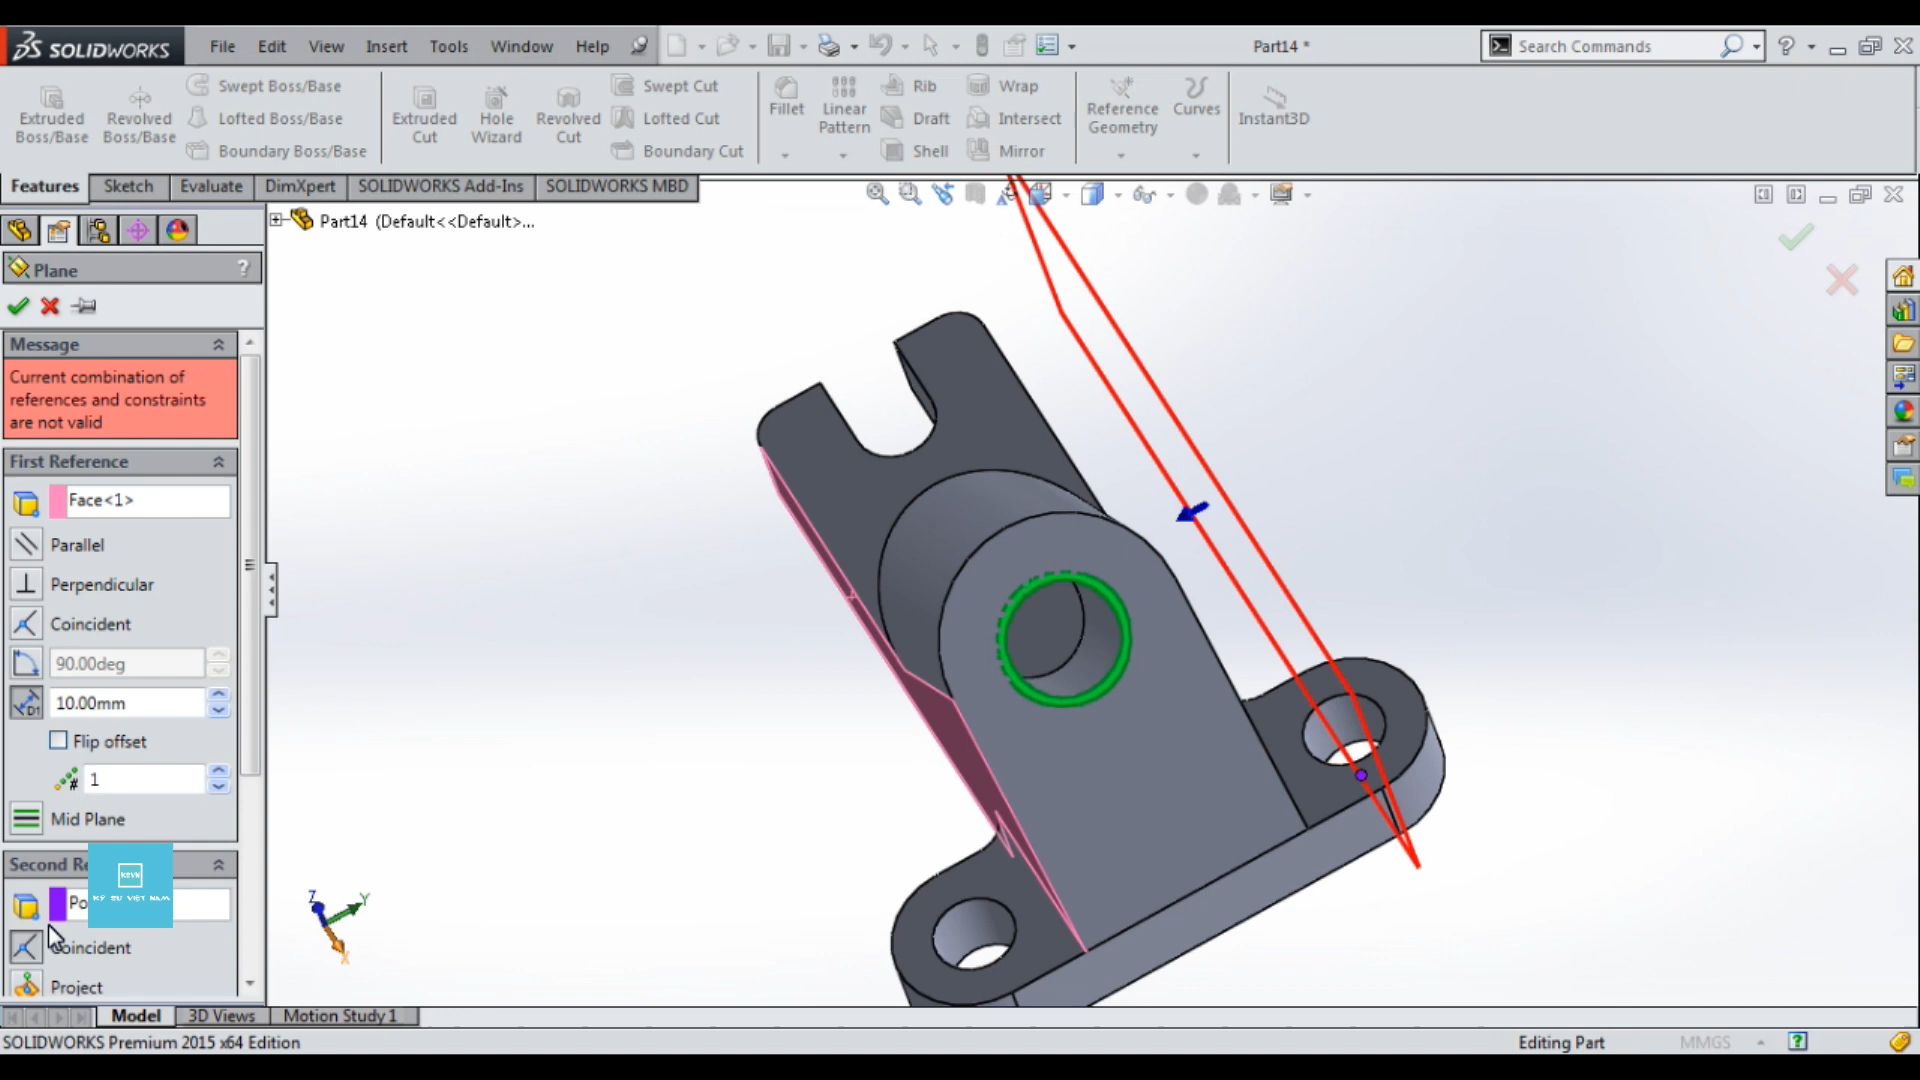 SOLIDWORKS File Edit View Insert Tools Window Help Part14 * Search Commands
Extruded Boss/Base
Revolved Boss/Base
Swept Boss/Base
Lofted Boss/Base
Boundary Boss/Base
Extruded Cut
Hole Wizard
Revolved Cut
Swept Cut
Lofted Cut
Boundary Cut
Fillet
Linear Pattern
Rib
Draft
Shell
Wrap
Intersect
Mirror
Reference Geometry
Curves
Instant3D
Features Sketch Evaluate DimXpert SOLIDWORKS Add-Ins SOLIDWORKS MBD
Part14 (Default<<Default>...
Plane ?
Message
Current combination of
references and constraints
are not valid
First Reference
Face<1>
Parallel
Perpendicular
Coincident
90.00deg
10.00mm
Flip offset
1
Mid Plane
Second Re
KSVN
Po
KỸ SƯ VIỆT NAM
Coincident
Project
Z
Y
X
Model 3D Views Motion Study 1
SOLIDWORKS Premium 2015 x64 Edition Editing Part MMGS